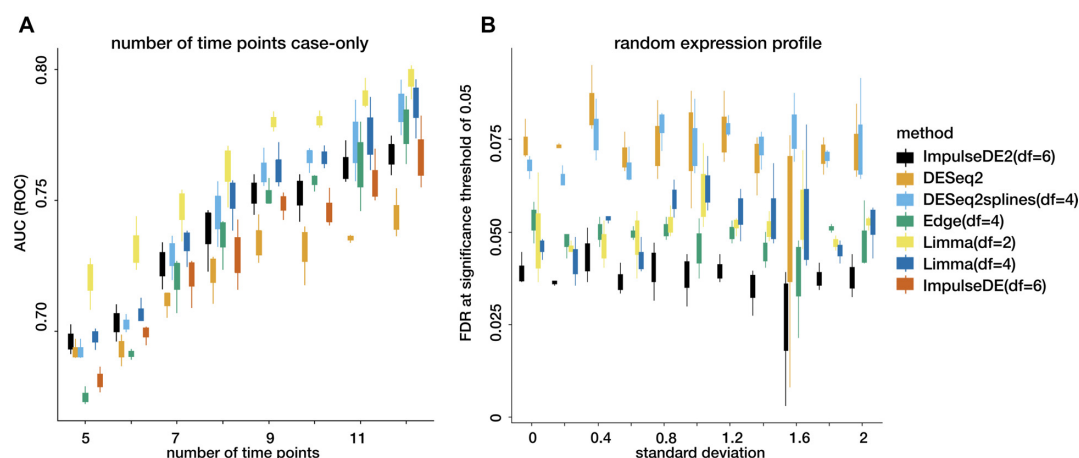 A
number of time points case-only
AUC (ROC)
0.80
0.75
0.70
5
7
9
11
number of time points
B
random expression profile
FDR at significance threshold of 0.05
0.075
0.050
0.025
0
0
0.4
0.8
1.2
1.6
2
standard deviation
method
ImpulseDE2(df=6)
DESeq2
DESeq2splines(df=4)
Edge(df=4)
Limma(df=2)
Limma(df=4)
ImpulseDE(df=6)